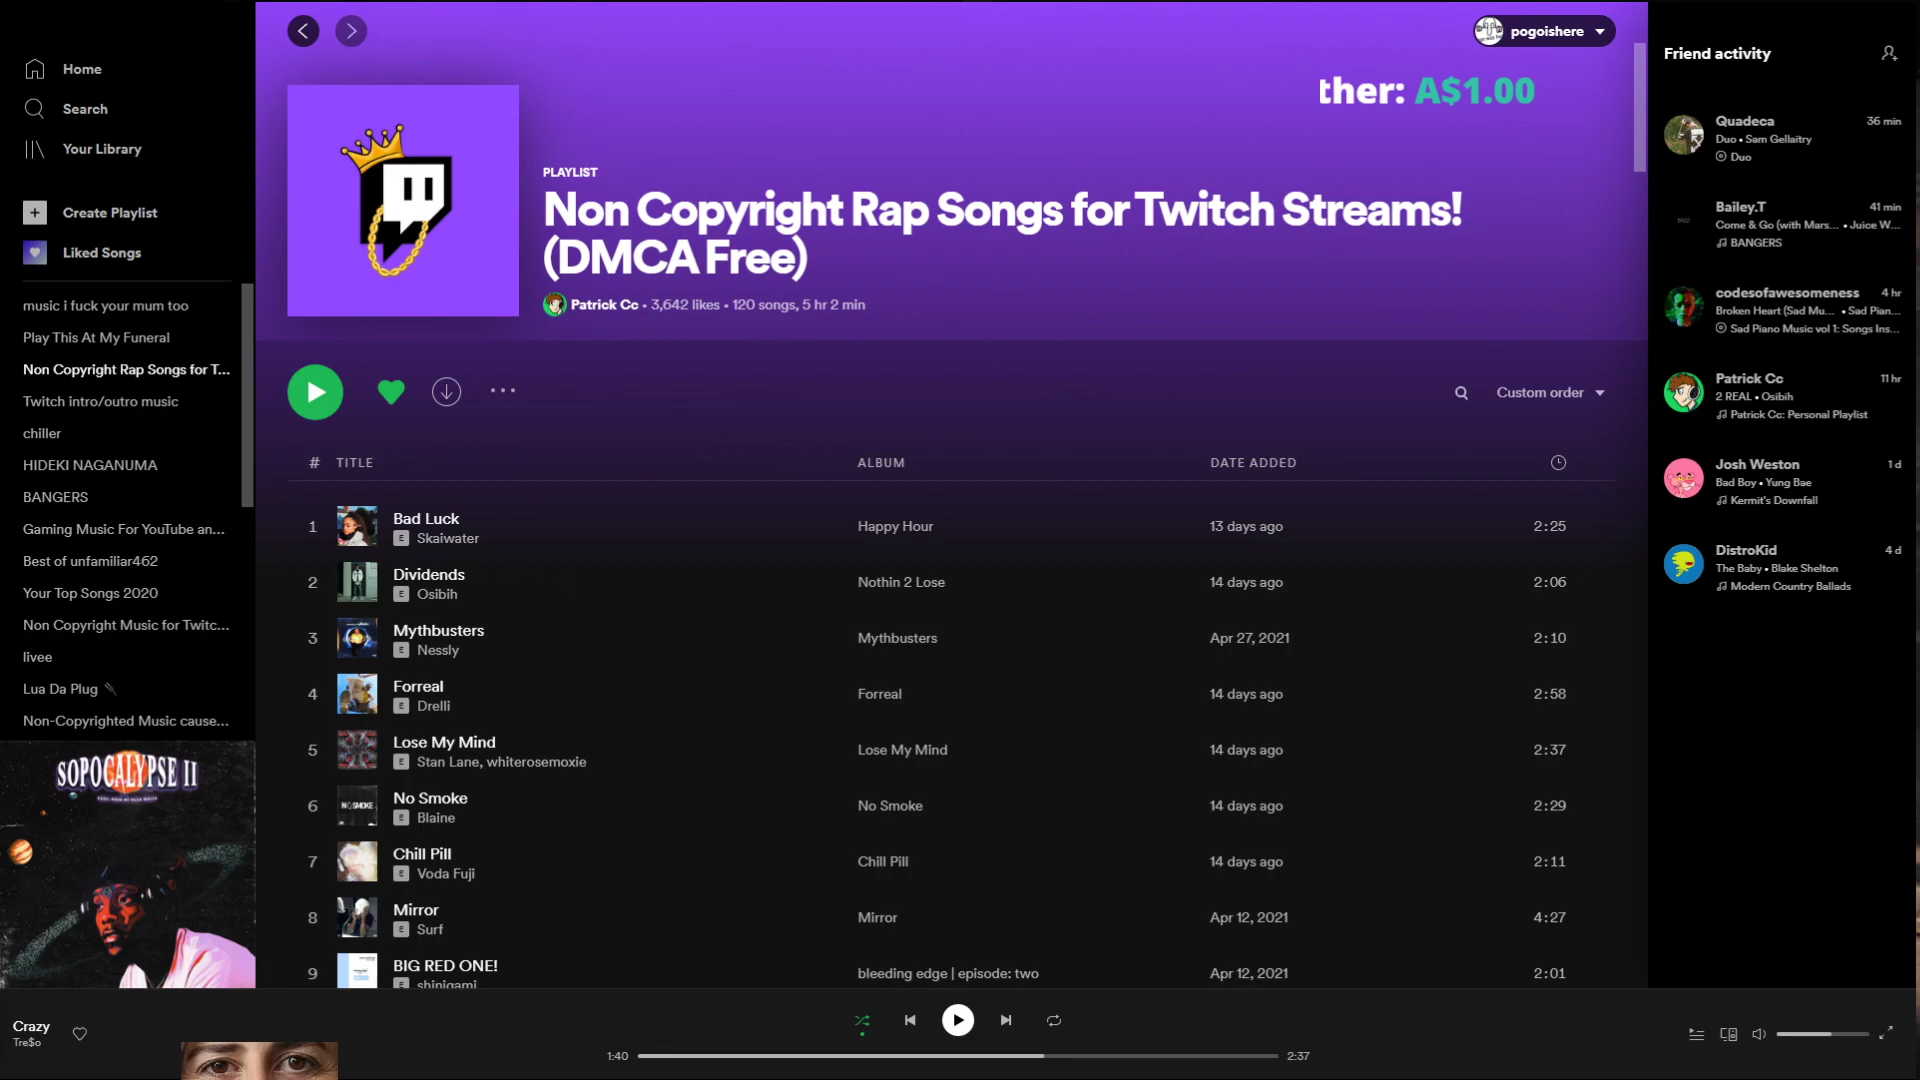 Home
Search
Your Library
Create Playlist
Liked Songs
music i fuck your mum too
Play This At My Funeral
Non Copyright Rap Songs for T...
Twitch intro/outro music
chiller
HIDEKI NAGANUMA
BANGERS
Gaming Music For YouTube an...
Best of unfamiliar462
Your Top Songs 2020
Non Copyright Music for Twitc...
livee
Lua Da Plug
Non-Copyrighted Music cause...
SOPOCALYPSE II
pogoishere
ther: A$1.00
PLAYLIST
Non Copyright Rap Songs for Twitch Streams!
(DMCA Free)
Patrick Cc • 3,642 likes • 120 songs, 5 hr 2 min
Custom order
# TITLE ALBUM DATE ADDED
1 Bad Luck Happy Hour 13 days ago 2:25
E Skaiwater
2 Dividends Nothin 2 Lose 14 days ago 2:06
E Osibih
3 Mythbusters Mythbusters Apr 27, 2021 2:10
E Nessly
4 Forreal Forreal 14 days ago 2:58
E Drelli
5 Lose My Mind Lose My Mind 14 days ago 2:37
E Stan Lane, whiterosemoxie
6 NO SMOKE No Smoke No Smoke 14 days ago 2:29
E Blaine
7 Chill Pill Chill Pill 14 days ago 2:11
E Voda Fuji
8 Mirror Mirror Apr 12, 2021 4:27
E Surf
9 BIG RED ONE! bleeding edge | episode: two Apr 12, 2021 2:01
E shinigami
Friend activity
Quadeca 36 min
Duo • Sam Gellaitry
Duo
Bailey.T 41 min
Come & Go (with Mars... • Juice W...
BANGERS
codesofawesomeness 4 hr
Broken Heart (Sad Mu... • Sad Pian...
Sad Piano Music vol 1: Songs Ins...
Patrick Cc 11 hr
2 REAL • Osibih
Patrick Cc: Personal Playlist
Josh Weston 1 d
Bad Boy • Yung Bae
Kermit's Downfall
DistroKid 4 d
The Baby • Blake Shelton
Modern Country Ballads
Crazy
Tre$o
1:40 2:37